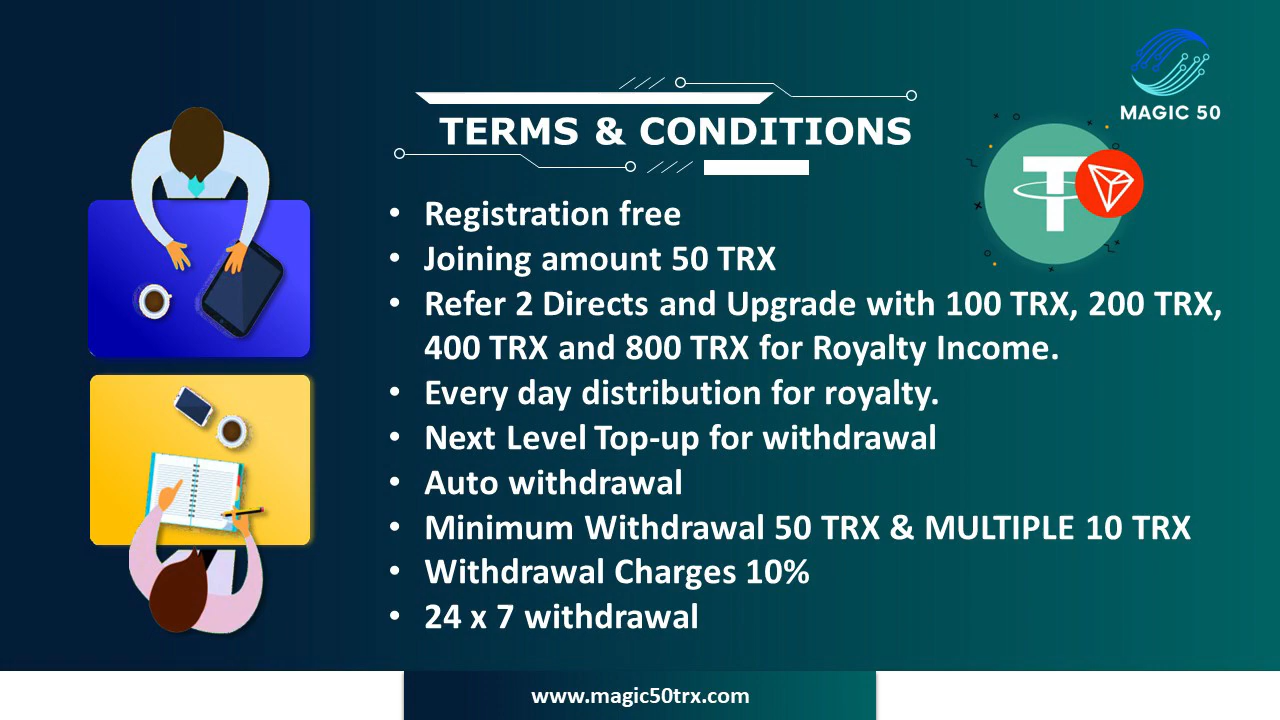 MAGIC 50
TERMS & CONDITIONS
• Registration free
• Joining amount 50 TRX
• Refer 2 Directs and Upgrade with 100 TRX, 200 TRX,
400 TRX and 800 TRX for Royalty Income.
• Every day distribution for royalty.
• Next Level Top-up for withdrawal
• Auto withdrawal
• Minimum Withdrawal 50 TRX & MULTIPLE 10 TRX
• Withdrawal Charges 10%
• 24 x 7 withdrawal
www.magic50trx.com